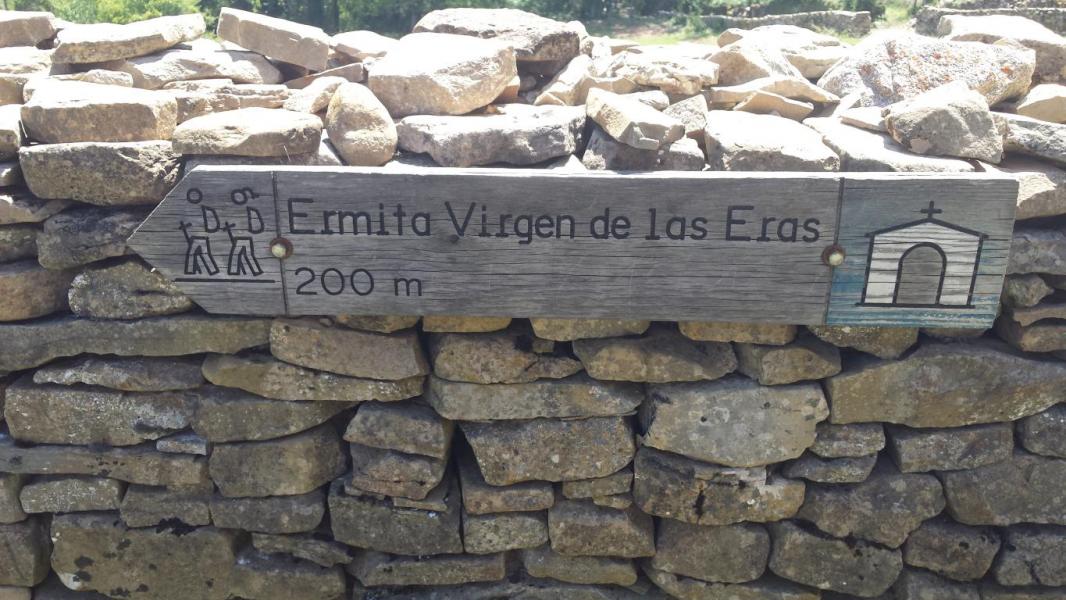 Ermita Virgen de las Eras
200 m